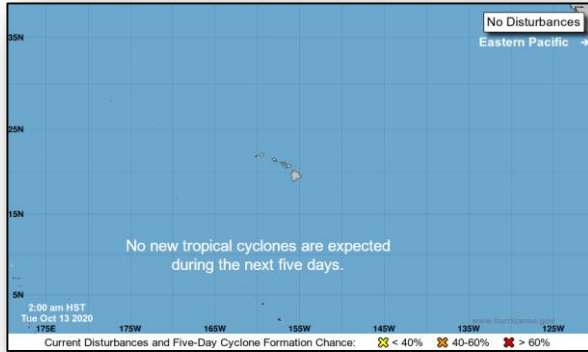 No Disturbances
Eastern Pacific →
35N
25N
15N
No new tropical cyclones are expected
during the next five days.
5N
2:00 am HST
Tue Oct 13 2020
www.hurricanes.gov
175E
175W
165W
155W
145W
135W
125W
Current Disturbances and Five-Day Cyclone Formation Chance: < 40% 40-60% > 60%